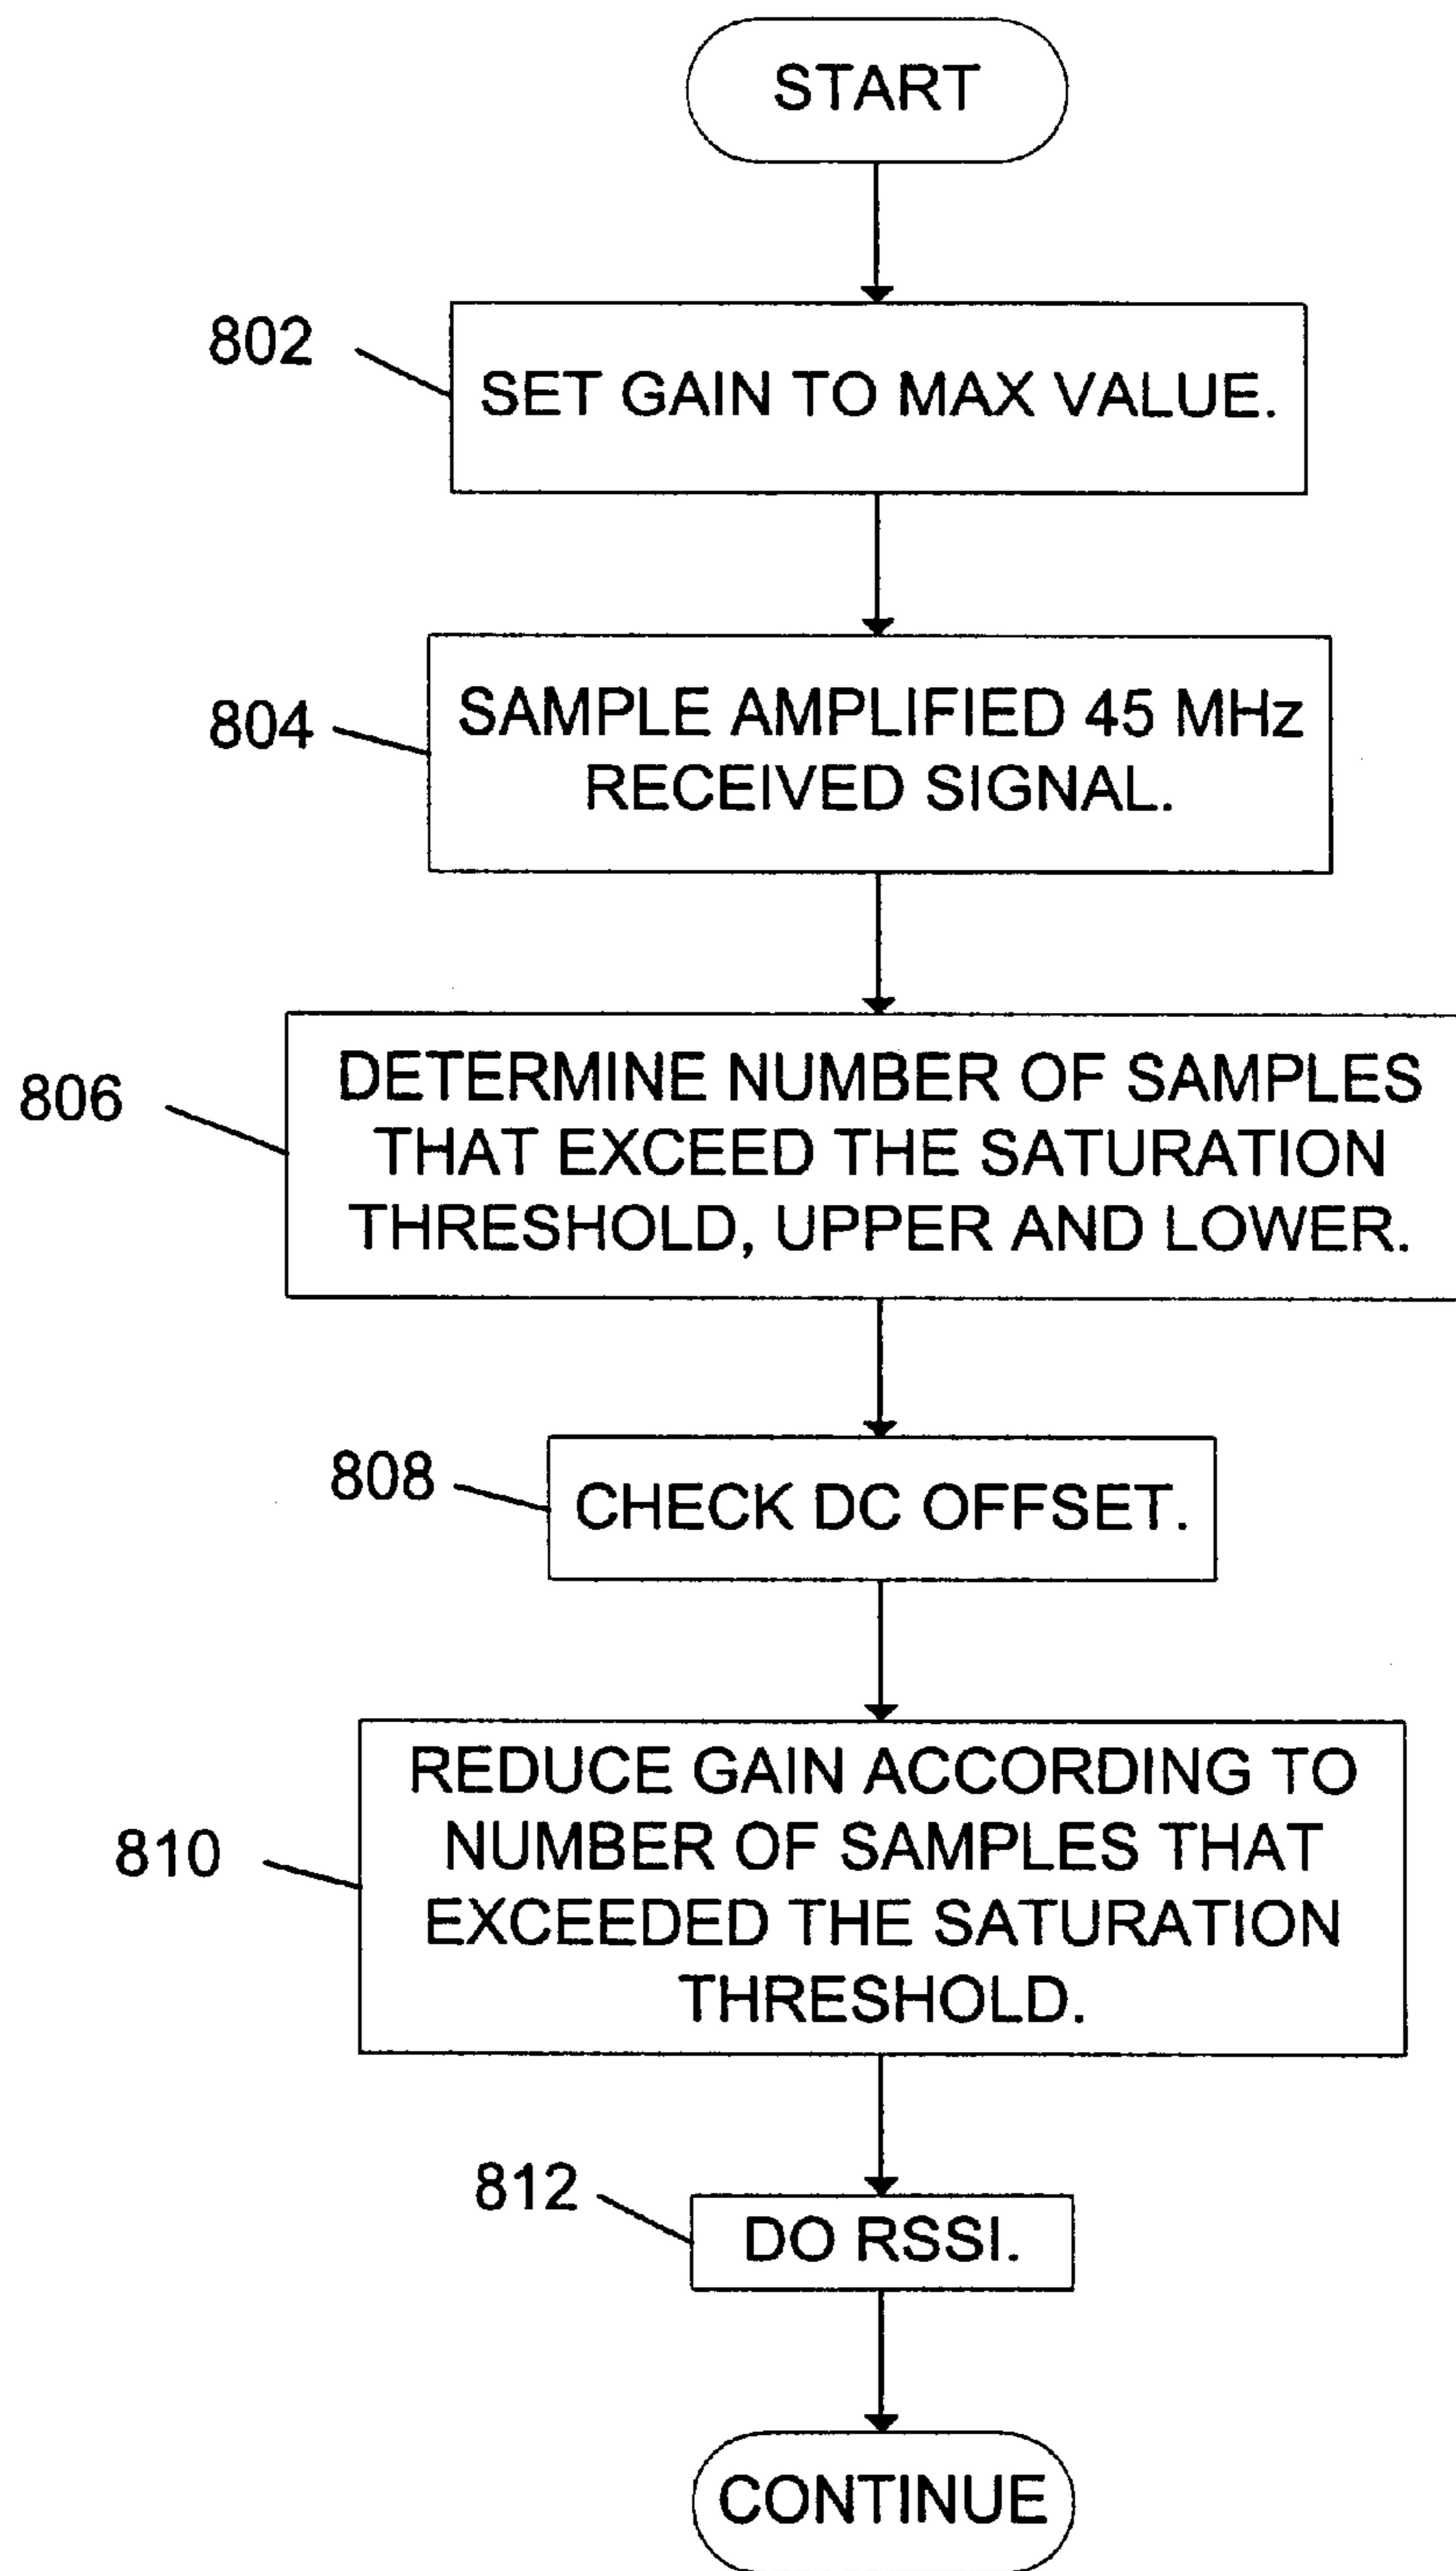 START
802
SET GAIN TO MAX VALUE.
804
SAMPLE AMPLIFIED 45 MHz
RECEIVED SIGNAL.
806
DETERMINE NUMBER OF SAMPLES
THAT EXCEED THE SATURATION
THRESHOLD, UPPER AND LOWER.
808
CHECK DC OFFSET.
810
REDUCE GAIN ACCORDING TO
NUMBER OF SAMPLES THAT
EXCEEDED THE SATURATION
THRESHOLD.
812
DO RSSI.
CONTINUE